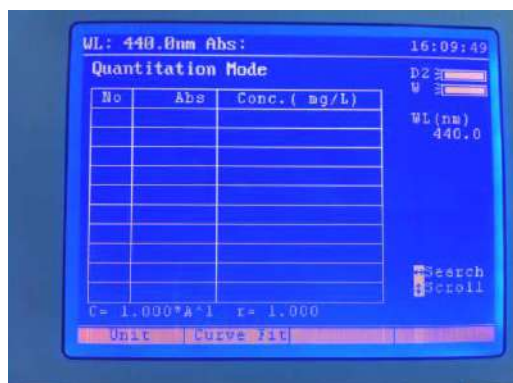 WL: 440.0nm Abs:
16:09:49
Quantitation Mode
D2
W
No Abs Conc.( mg/L)
WL(nm)
440.0
Search
Scroll
C= 1.000*A^1 r= 1.000
Unit Curve Fit